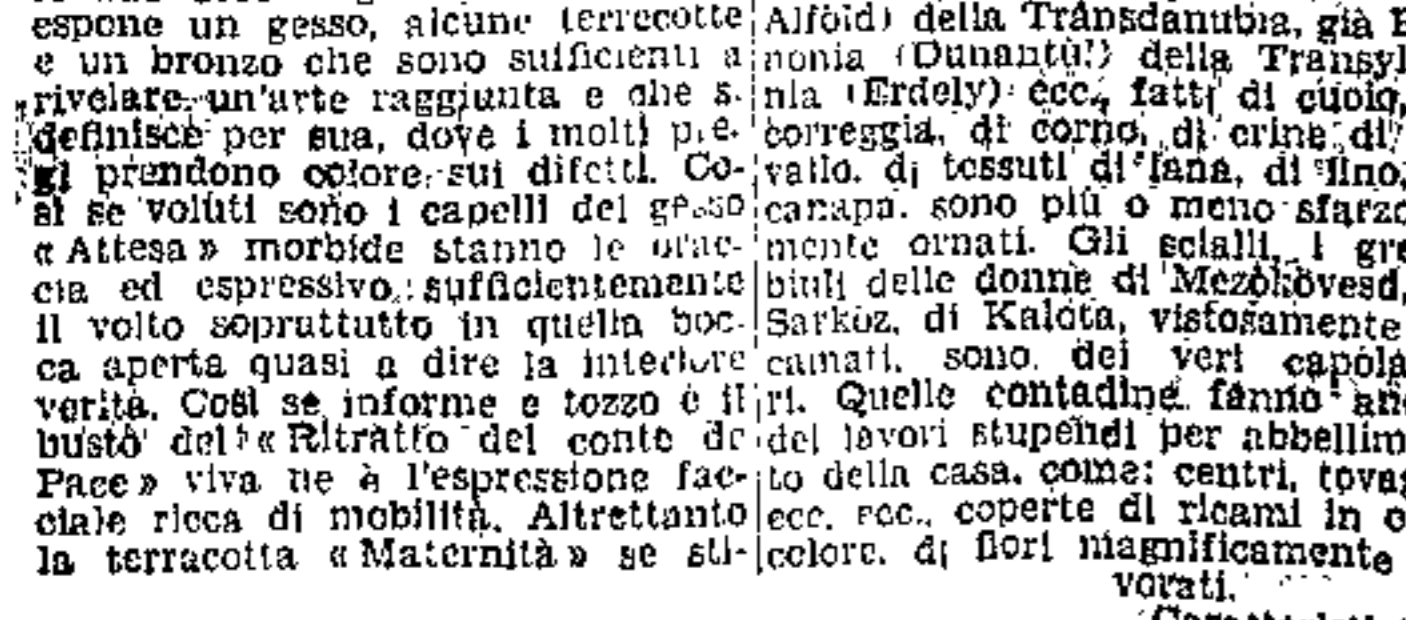 espone un gesso, alcune terrecotte
e un bronzo che sono sufficienti a
rivelare un'arte raggiunta e che s.
definisce per sua, dove i molti pre-
gi prendono colore sui difetti. Co-
si se voluti sono i capelli del gesso
« Attesa » morbide stanno le brac-
cia ed espressivo sufficientemente
il volto sopratutto in quella boc-
ca aperta quasi a dire la interiore
verità. Così se informe e tozzo è il
busto del « Ritratto del conte de
Pace » viva ne è l'espressione fac-
ciale ricca di mobilità. Altrettanto
la terracotta « Maternità » se sti-
Alföld) della Transdanubia, già
nonia (Dunantùl) della Transyl
nia (Erdely) ecc., fatti di cuoio,
correggia, di corno, di crine, di
vallo, di tessuti di lana, di lino,
canapa, sono più o meno sfarzo
mente ornati. Gli scialli, i gre
biuli delle donne di Mezökövesd,
Sarköz, di Kalota, vistosamente
camati, sono dei veri capola
ri. Quelle contadine fanno an
dei lavori stupendi per abbellim
to della casa, come: centri, tova
ecc. ecc., coperte di ricami in
colore, di fiori magnificamente
vorati.